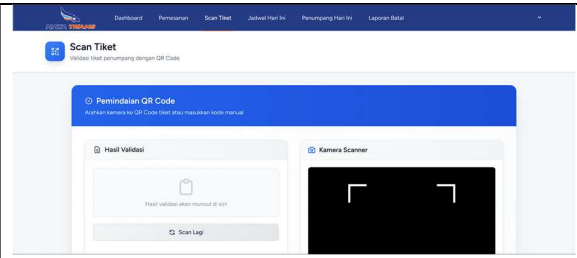 Dashboard Pemesanan Scan Tiket Jadwal Hari Ini Penumpang Hari Ini Laporan Batal
Scan Tiket
Validasi tiket penumpang dengan QR Code
Pemindaian QR Code
Arahkan kamera ke QR Code tiket atau masukkan kode manual
Hasil Validasi
Kamera Scanner
Hasil validasi akan muncul di sini
Scan Lagi